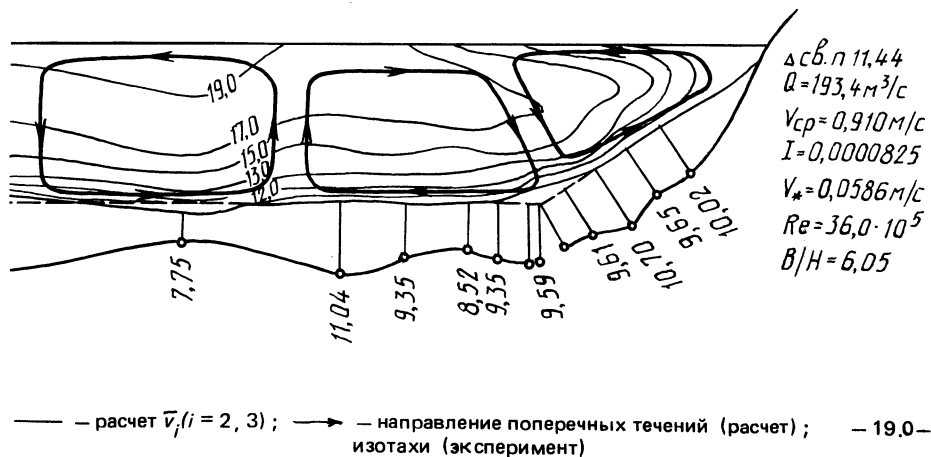 19.0
17.0
15.0
13.0
12.0
7,75
11,04
9,35
8,52
9,35
9,59
9,61
10,70
9,65
10,02
Δ св. п 11,44
Q=193,4 м³/с
Vср=0,910 м/с
I=0,0000825
V*=0,0586 м/с
Re=36,0·10⁵
B/H=6,05
— расчет v̄ᵢ(i = 2, 3) ; — направление поперечных течений (расчет) ; — 19.0—
изотахи (эксперимент)